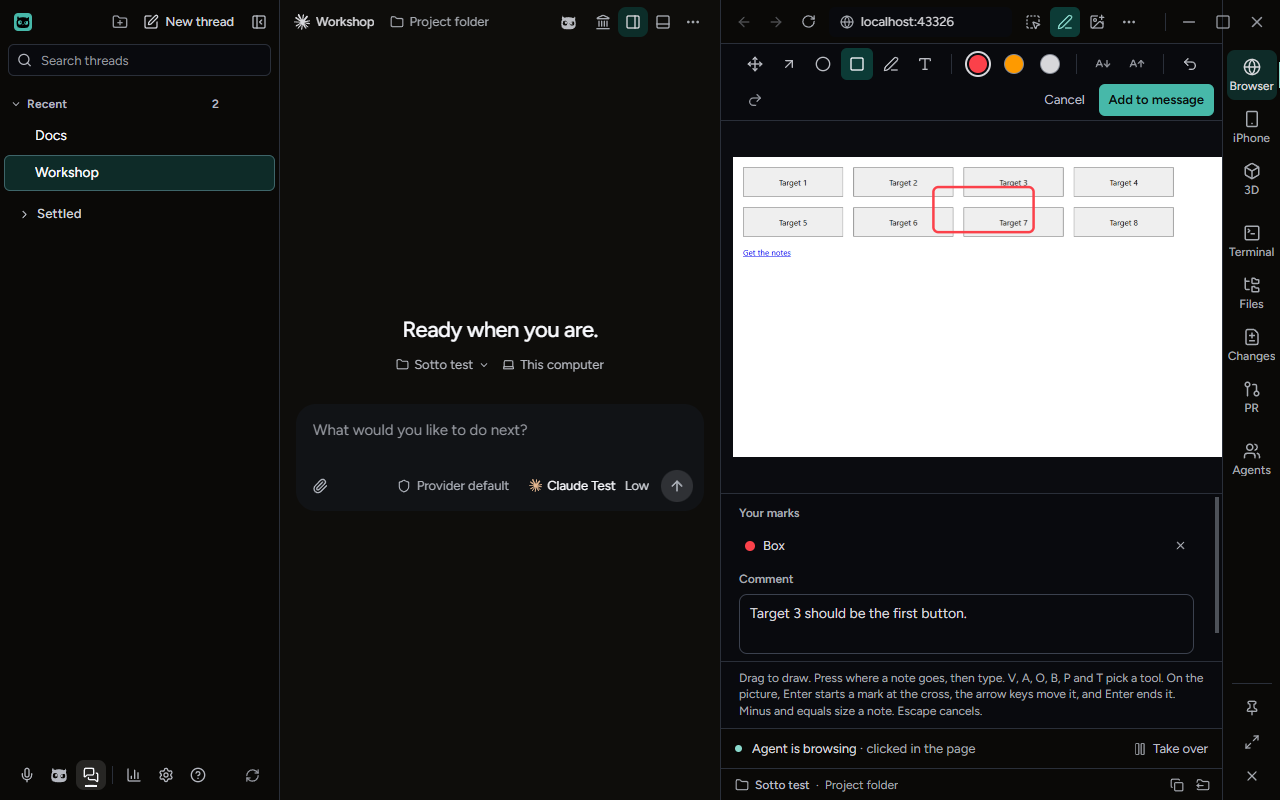 New thread
Search threads
Recent 2
Docs
Workshop
Settled
Workshop Project folder
Ready when you are.
Sotto test This computer
What would you like to do next?
Provider default Claude Test Low
localhost:43326
T A A
Cancel Add to message
Target 1 Target 2 Target 3 Target 4
Target 5 Target 6 Target 7 Target 8
Get the notes
Your marks
Box
Comment
Target 3 should be the first button.
Drag to draw. Press where a note goes, then type. V, A, O, B, P and T pick a tool. On the
picture, Enter starts a mark at the cross, the arrow keys move it, and Enter ends it.
Minus and equals size a note. Escape cancels.
Agent is browsing · clicked in the page Take over
Sotto test · Project folder
Browser
iPhone
3D
Terminal
Files
Changes
PR
Agents